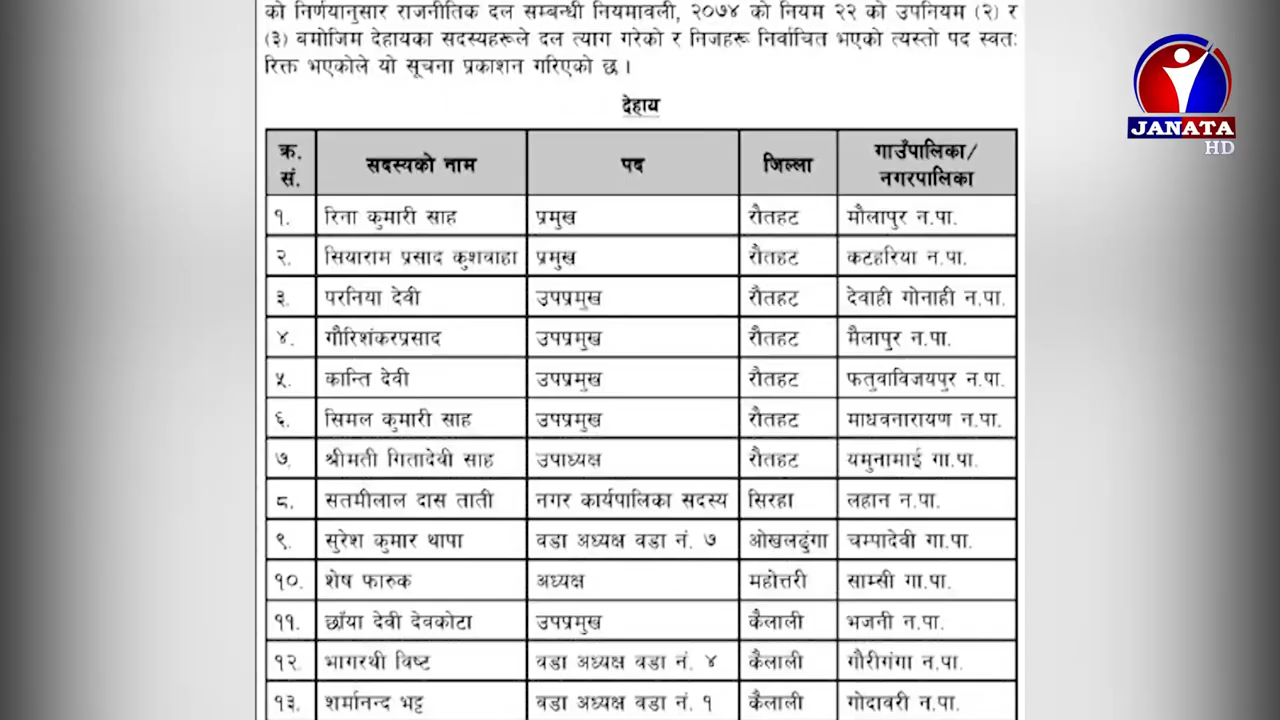 को निर्णयानुसार राजनीतिक दल सम्बन्धी नियमावली, २०७४ को नियम २२ को उपनियम (२) र
(३) बमोजिम देहायका सदस्यहरूले दल त्याग गरेको र निजहरू निर्वाचित भएको त्यस्तो पद स्वतः
रिक्त भएकोले यो सूचना प्रकाशन गरिएको छ ।
JANATA
HD
देहाय
क्र. सं. सदस्यको नाम पद जिल्ला गाउँपालिका/ नगरपालिका
१. रिना कुमारी साह प्रमुख रौतहट मौलापुर न.पा.
२. सियाराम प्रसाद कुशवाहा प्रमुख रौतहट कटहरिया न.पा.
३. परनिया देवी उपप्रमुख रौतहट देवाही गोनाही न.पा.
४. गौरिशंकरप्रसाद उपप्रमुख रौतहट मैलापुर न.पा.
५. कान्ति देवी उपप्रमुख रौतहट फतुवाविजयपुर न.पा.
६. सिमल कुमारी साह उपप्रमुख रौतहट माधवनारायण न.पा.
७. श्रीमती गितादेवी साह उपाध्यक्ष रौतहट यमुनामाई गा.पा.
८. सतमीलाल दास ताती नगर कार्यपालिका सदस्य सिरहा लहान न.पा.
९. सुरेश कुमार थापा वडा अध्यक्ष वडा नं. ७ ओखलढुंगा चम्पादेवी गा.पा.
१०. शेष फारुक अध्यक्ष महोत्तरी साम्सी गा.पा.
११. छाँया देवी देवकोटा उपप्रमुख कैलाली भजनी न.पा.
१२. भागरथी विष्ट वडा अध्यक्ष वडा नं. ४ कैलाली गौरीगंगा न.पा.
१३. शर्मानन्द भट्ट वडा अध्यक्ष वडा नं. १ कैलाली गोदावरी न.पा.